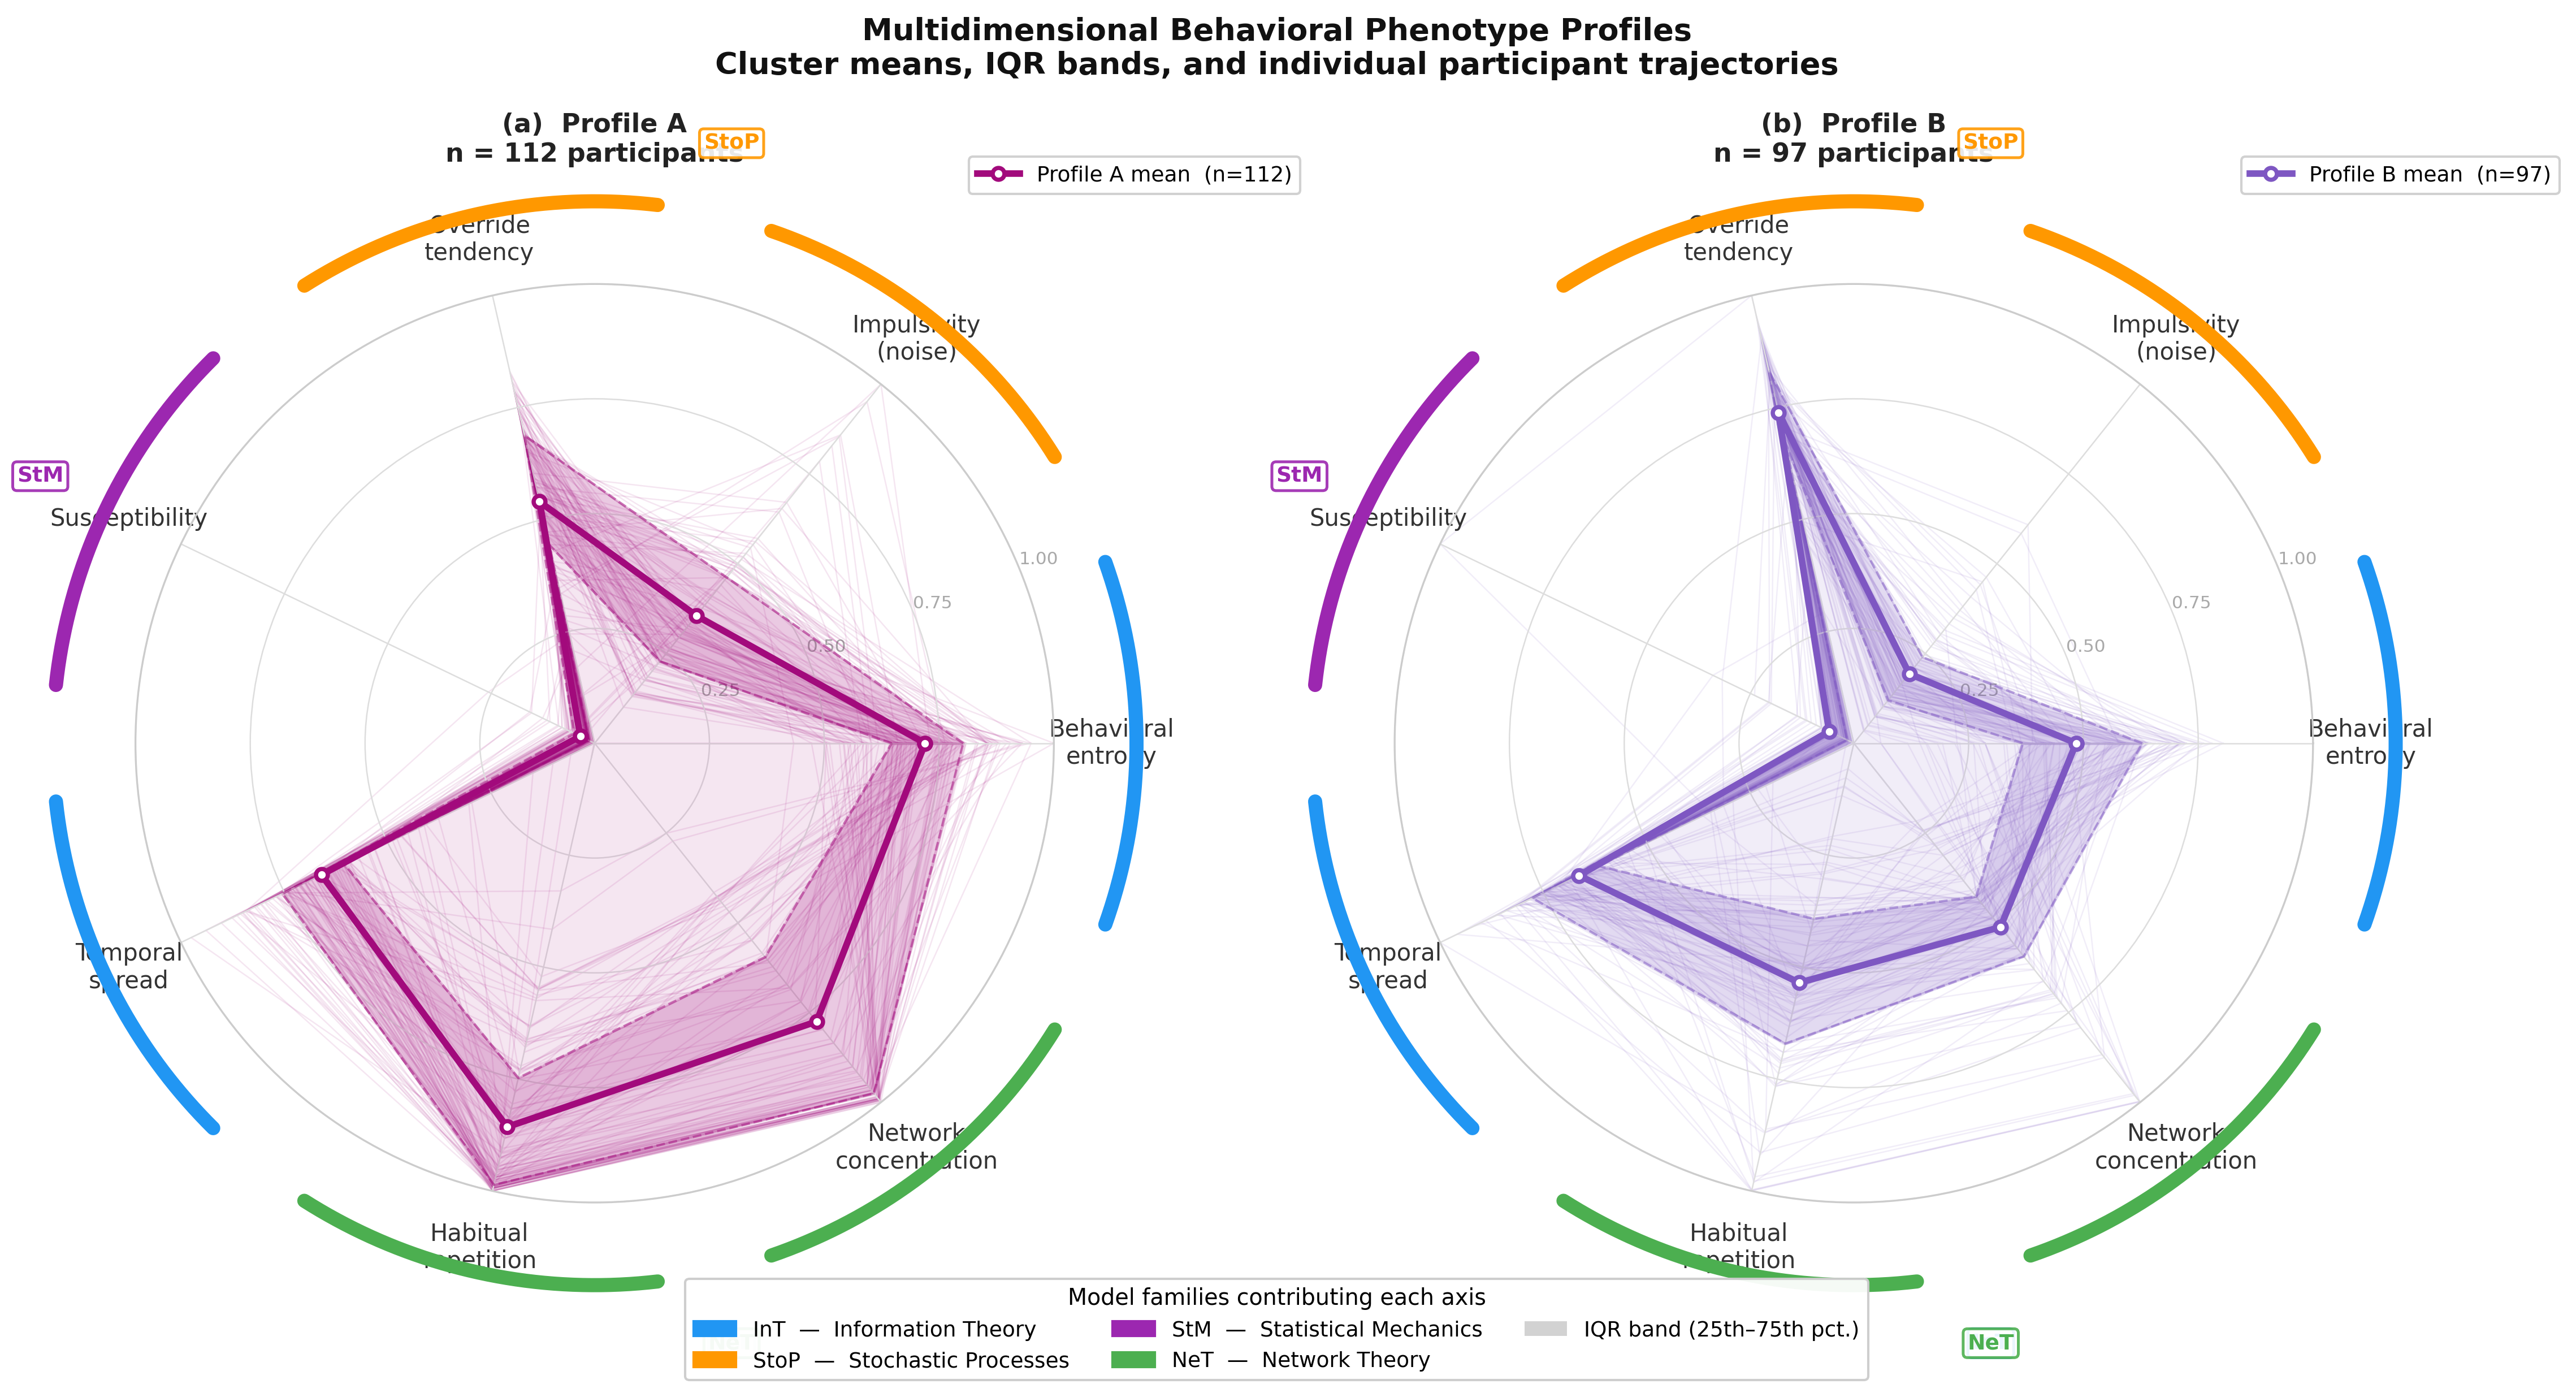 Multidimensional Behavioral Phenotype Profiles
Cluster means, IQR bands, and individual participant trajectories
(a)  Profile A
n = 112 participants
StoP
Profile A mean  (n=112)
Override
tendency
Impulsivity
(noise)
StM
Susceptibility
1.00
0.75
0.50
0.25
Behavioral
entropy
Temporal
spread
Network
concentration
Habitual
repetition
(b)  Profile B
n = 97 participants
StoP
Profile B mean  (n=97)
Override
tendency
Impulsivity
(noise)
StM
Susceptibility
1.00
0.75
0.50
0.25
Behavioral
entropy
Temporal
spread
Network
concentration
Habitual
repetition
Model families contributing each axis
InT  —  Information Theory
StoP  —  Stochastic Processes
StM  —  Statistical Mechanics
NeT  —  Network Theory
IQR band (25th–75th pct.)
NeT